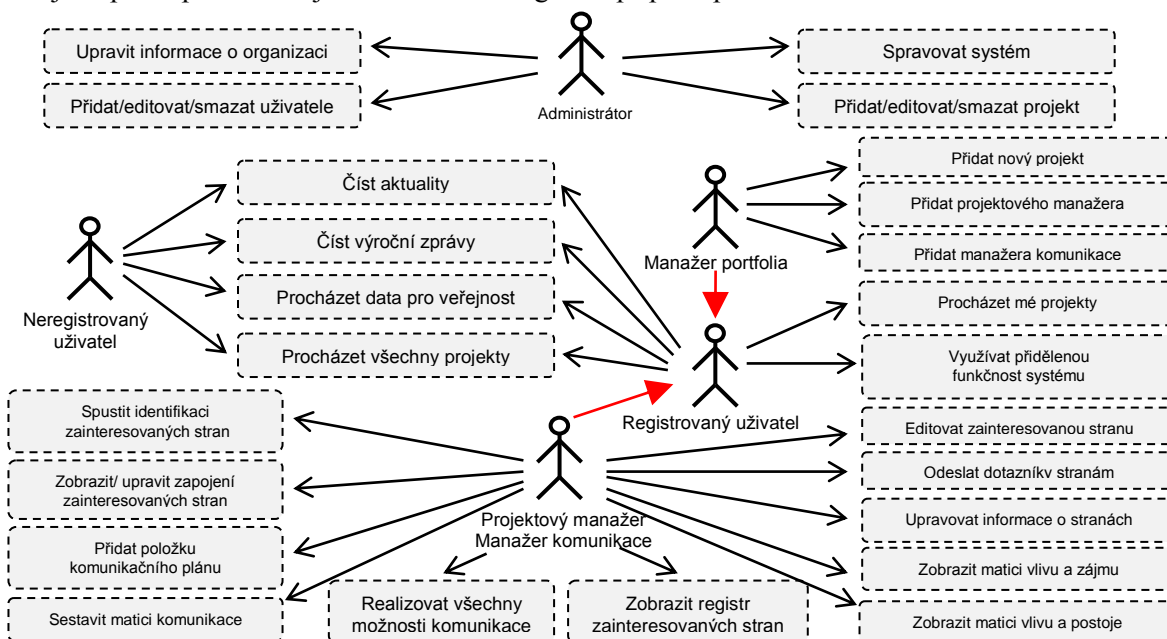 Upravit informace o organizaci
Spravovat systém
Přidat/editovat/smazat uživatele
Přidat/editovat/smazat projekt
Administrátor
Číst aktuality
Přidat nový projekt
Přidat projektového manažera
Číst výroční zprávy
Přidat manažera komunikace
Manažer portfolia
Procházet data pro veřejnost
Procházet mé projekty
Neregistrovaný
uživatel
Procházet všechny projekty
Využívat přidělenou
funkčnost systému
Spustit identifikaci
zainteresovaných stran
Registrovaný uživatel
Editovat zainteresovanou stranu
Zobrazit/ upravit zapojení
zainteresovaných stran
Odeslat dotazníkv stranám
Projektový manažer
Manažer komunikace
Upravovat informace o stranách
Přidat položku
komunikačního plánu
Zobrazit matici vlivu a zájmu
Sestavit matici komunikace
Realizovat všechny
možnosti komunikace
Zobrazit registr
zainteresovaných stran
Zobrazit matici vlivu a postoje